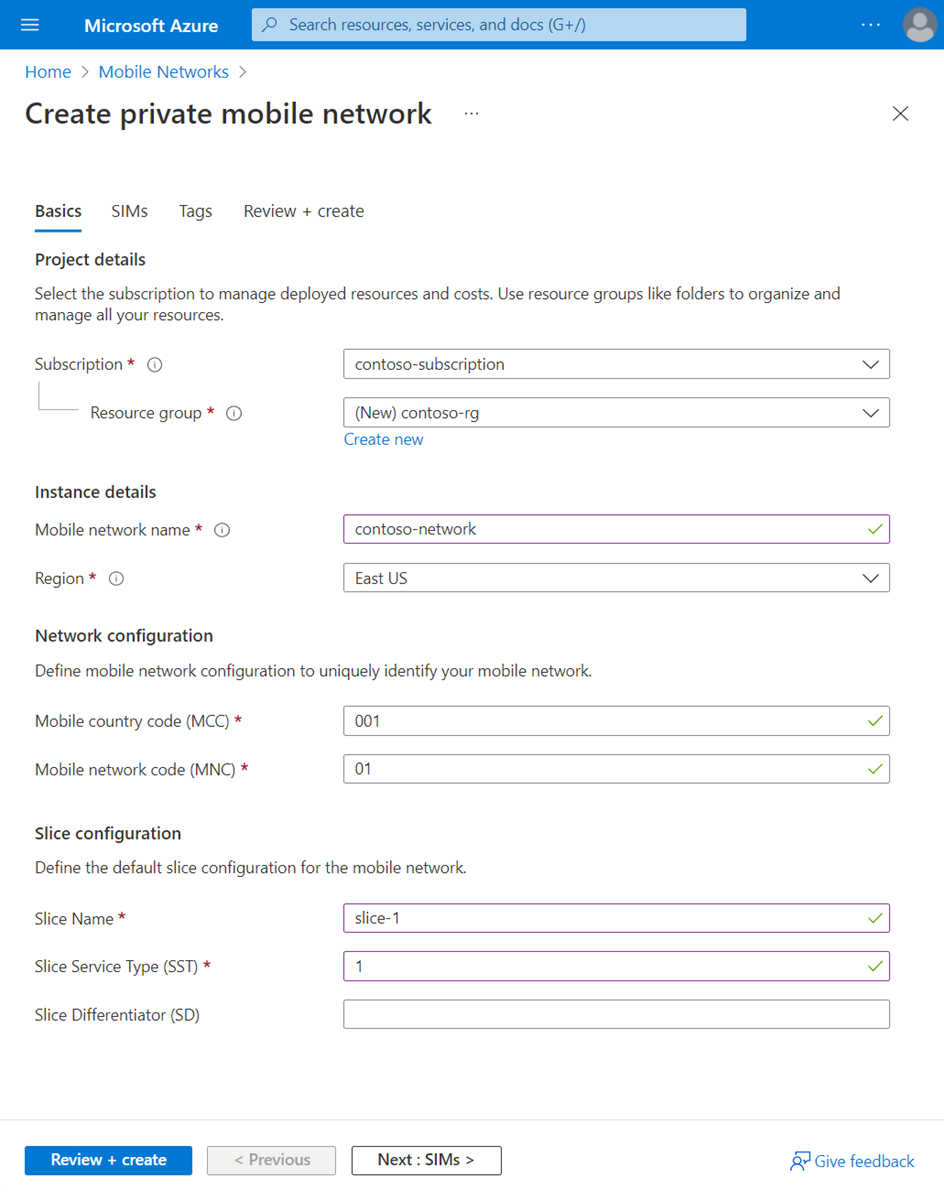 Microsoft Azure
Search resources, services, and docs (G+/)
...
Home > Mobile Networks >
Create private mobile network ...
Basics SIMs Tags Review + create
Project details
Select the subscription to manage deployed resources and costs. Use resource groups like folders to organize and
manage all your resources.
Subscription * contoso-subscription
Resource group * (New) contoso-rg
Create new
Instance details
Mobile network name * contoso-network
Region * East US
Network configuration
Define mobile network configuration to uniquely identify your mobile network.
Mobile country code (MCC) * 001
Mobile network code (MNC) * 01
Slice configuration
Define the default slice configuration for the mobile network.
Slice Name * slice-1
Slice Service Type (SST) * 1
Slice Differentiator (SD)
Review + create < Previous Next : SIMs > Give feedback